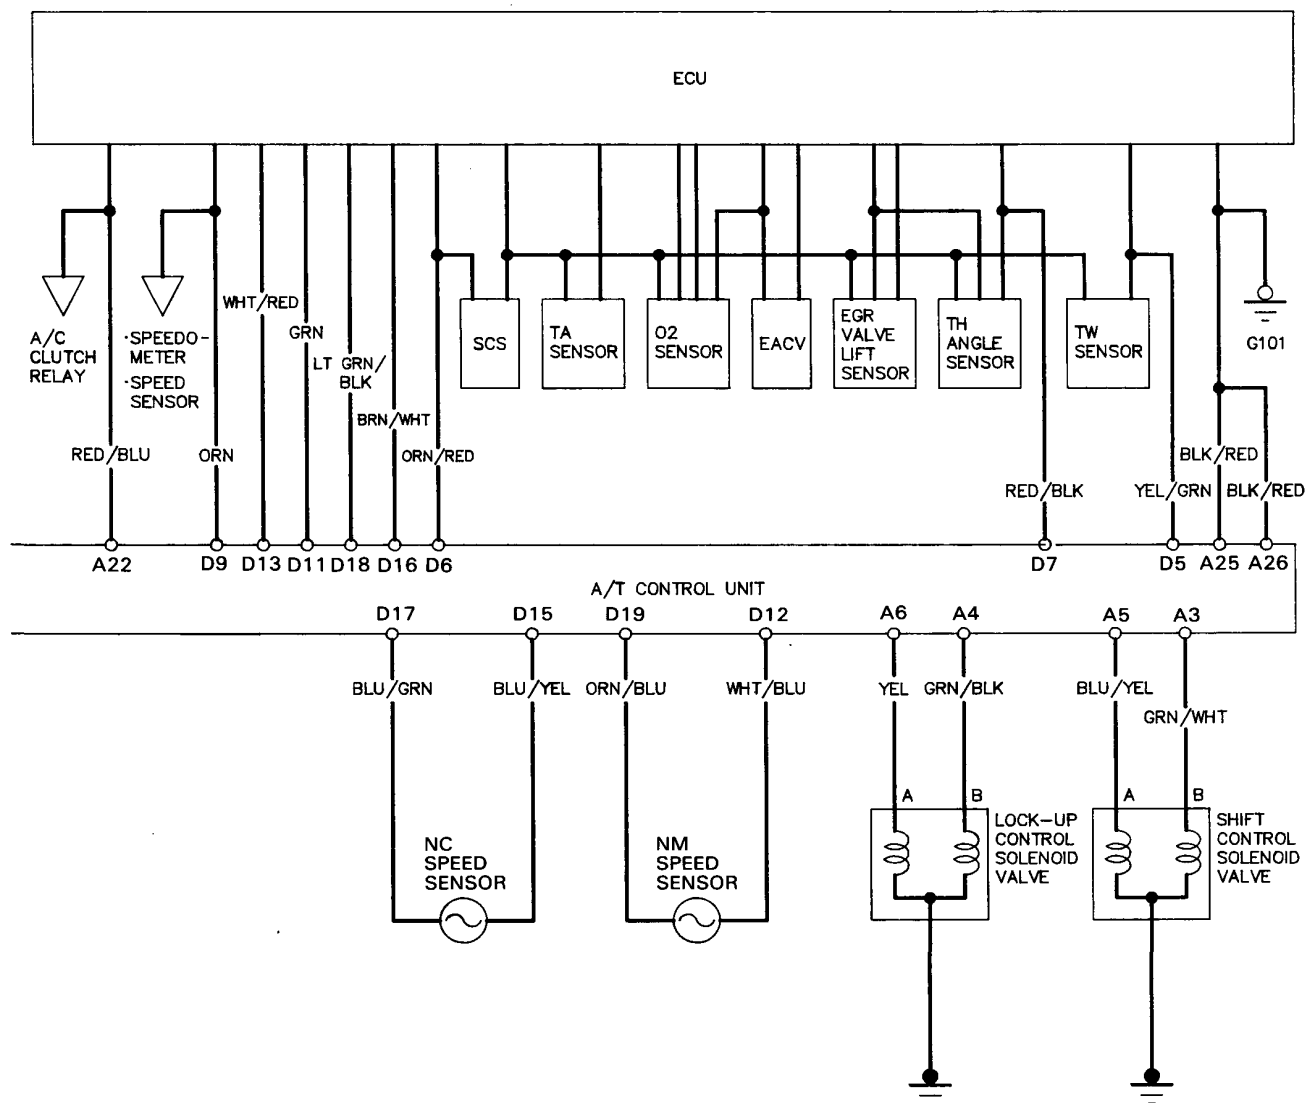 ECU
A/C
CLUTCH
RELAY
·SPEEDO-
METER
·SPEED
SENSOR
WHT/RED
GRN
LT GRN/
BLK
BRN/WHT
SCS
TA
SENSOR
O2
SENSOR
EACV
EGR
VALVE
LIFT
SENSOR
TH
ANGLE
SENSOR
TW
SENSOR
G101
RED/BLU
ORN
ORN/RED
RED/BLK
YEL/GRN
BLK/RED
BLK/RED
A22
D9
D13
D11
D18
D16
D6
D7
D5
A25
A26
A/T CONTROL UNIT
D17
D15
D19
D12
A6
A4
A5
A3
BLU/GRN
BLU/YEL
ORN/BLU
WHT/BLU
YEL
GRN/BLK
BLU/YEL
GRN/WHT
NC
SPEED
SENSOR
NM
SPEED
SENSOR
A
B
LOCK-UP
CONTROL
SOLENOID
VALVE
A
B
SHIFT
CONTROL
SOLENOID
VALVE